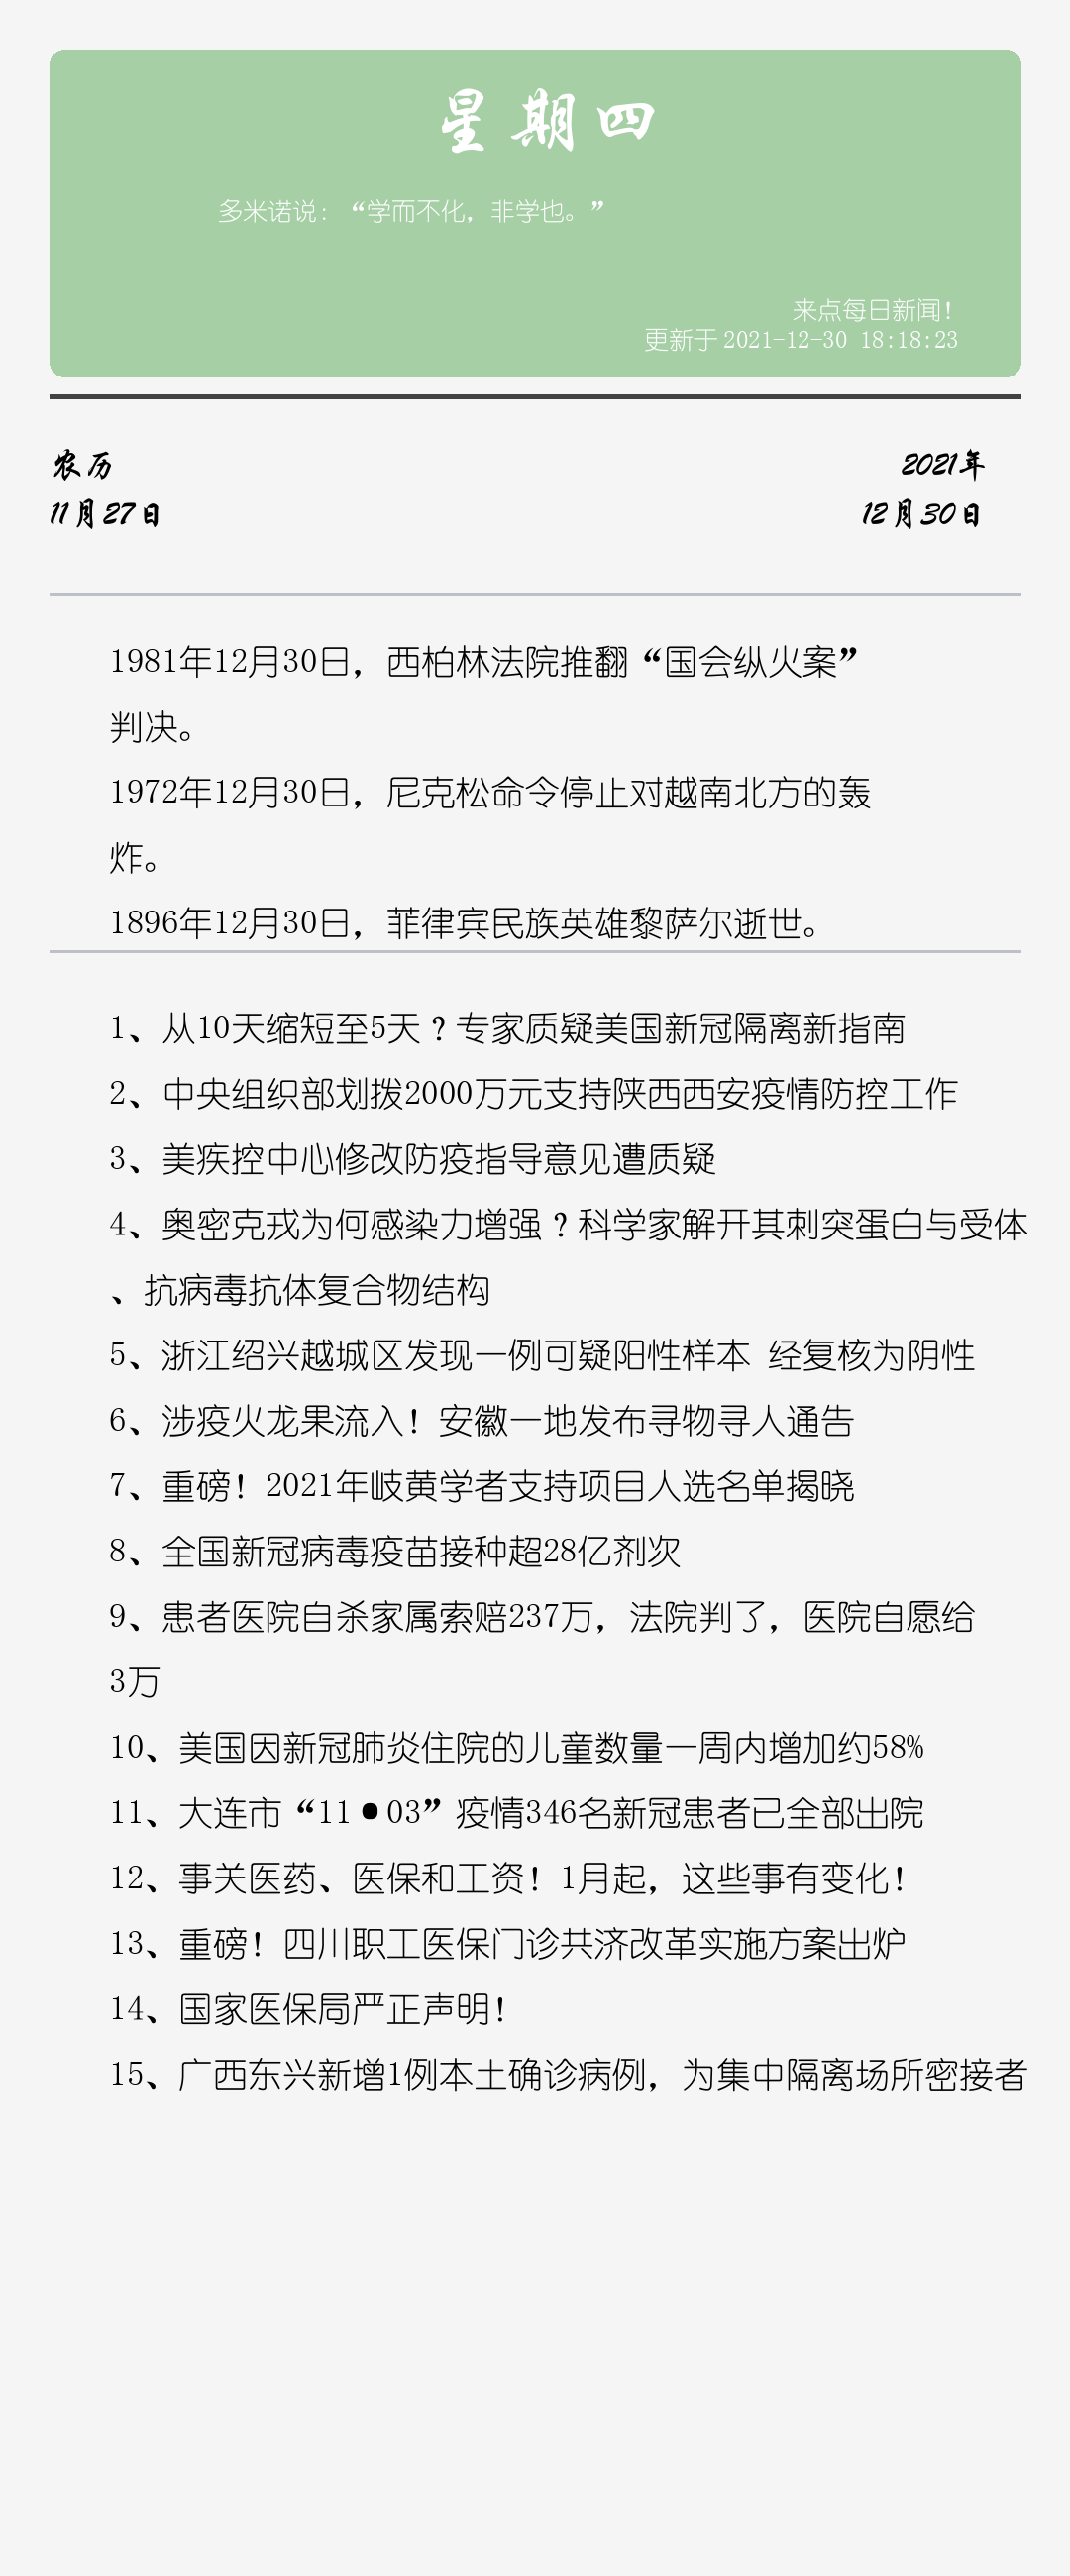 星期四
多米诺说：“学而不化，非学也。”
来点每日新闻！
更新于 2021-12-30 18:18:23
农历
2021年
11月27日
12月30日
1981年12月30日，西柏林法院推翻“国会纵火案”
判决。
1972年12月30日，尼克松命令停止对越南北方的轰
炸。
1896年12月30日，菲律宾民族英雄黎萨尔逝世。
1、从10天缩短至5天？专家质疑美国新冠隔离新指南
2、中央组织部划拨2000万元支持陕西西安疫情防控工作
3、美疾控中心修改防疫指导意见遭质疑
4、奥密克戎为何感染力增强？科学家解开其刺突蛋白与受体
、抗病毒抗体复合物结构
5、浙江绍兴越城区发现一例可疑阳性样本 经复核为阴性
6、涉疫火龙果流入！安徽一地发布寻物寻人通告
7、重磅！2021年岐黄学者支持项目人选名单揭晓
8、全国新冠病毒疫苗接种超28亿剂次
9、患者医院自杀家属索赔237万，法院判了，医院自愿给
3万
10、美国因新冠肺炎住院的儿童数量一周内增加约58%
11、大连市“11•03”疫情346名新冠患者已全部出院
12、事关医药、医保和工资！1月起，这些事有变化！
13、重磅！四川职工医保门诊共济改革实施方案出炉
14、国家医保局严正声明！
15、广西东兴新增1例本土确诊病例，为集中隔离场所密接者